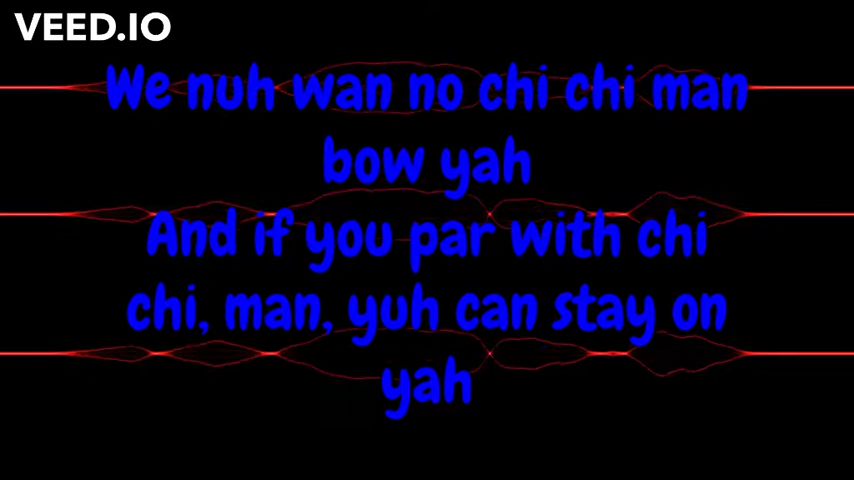 VEED.IO
We nuh wan no chi chi man
bow yah
And if you par with chi
chi, man, yuh can stay on
yah